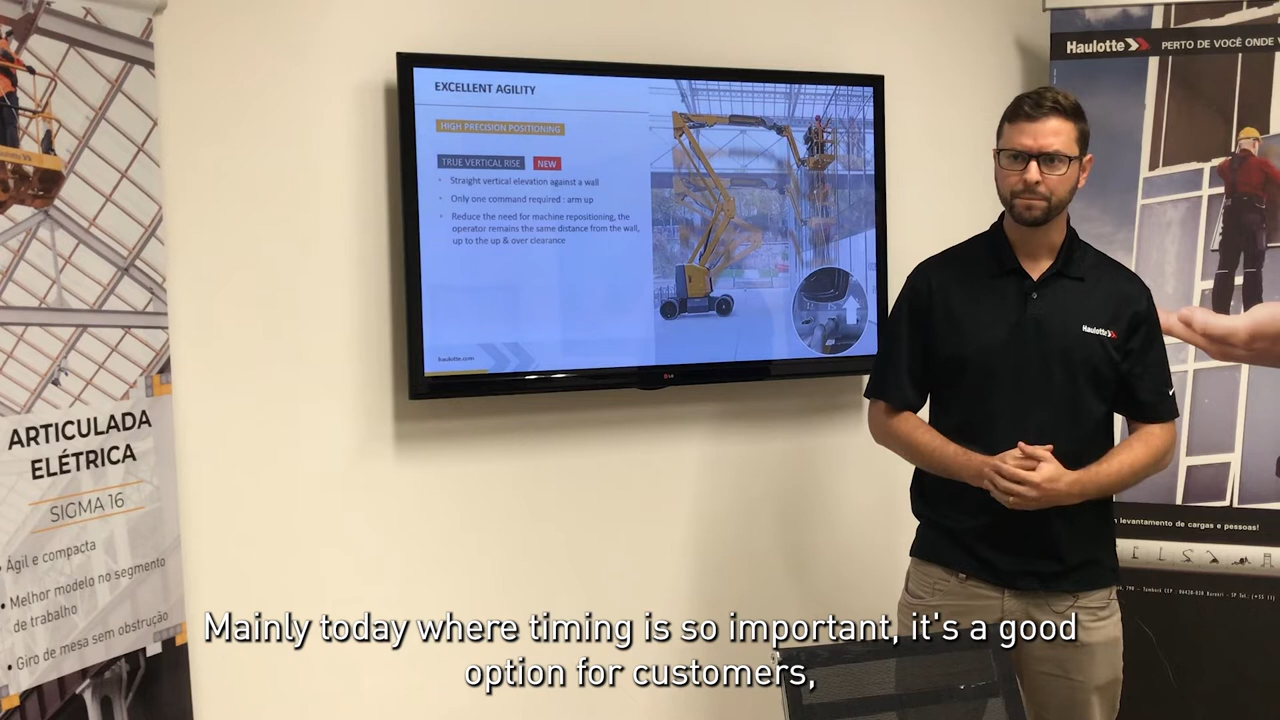 ARTICULADA
ELÉTRICA
SIGMA 16
• Ágil e compacta
• Melhor modelo no segmento
de trabalho
• Giro de mesa sem obstrução
EXCELLENT AGILITY
HIGH PRECISION POSITIONING
TRUE VERTICAL RISE NEW
• Straight vertical elevation against a wall
• Only one command required : arm up
• Reduce the need for machine repositioning, the
operator remains the same distance from the wall,
up to the up & over clearance
haulotte.com
LG
Haulotte
Haulotte PERTO DE VOCÊ ONDE
levantamento de cargas e pessoas!
Mainly today where timing is so important, it's a good
option for customers,